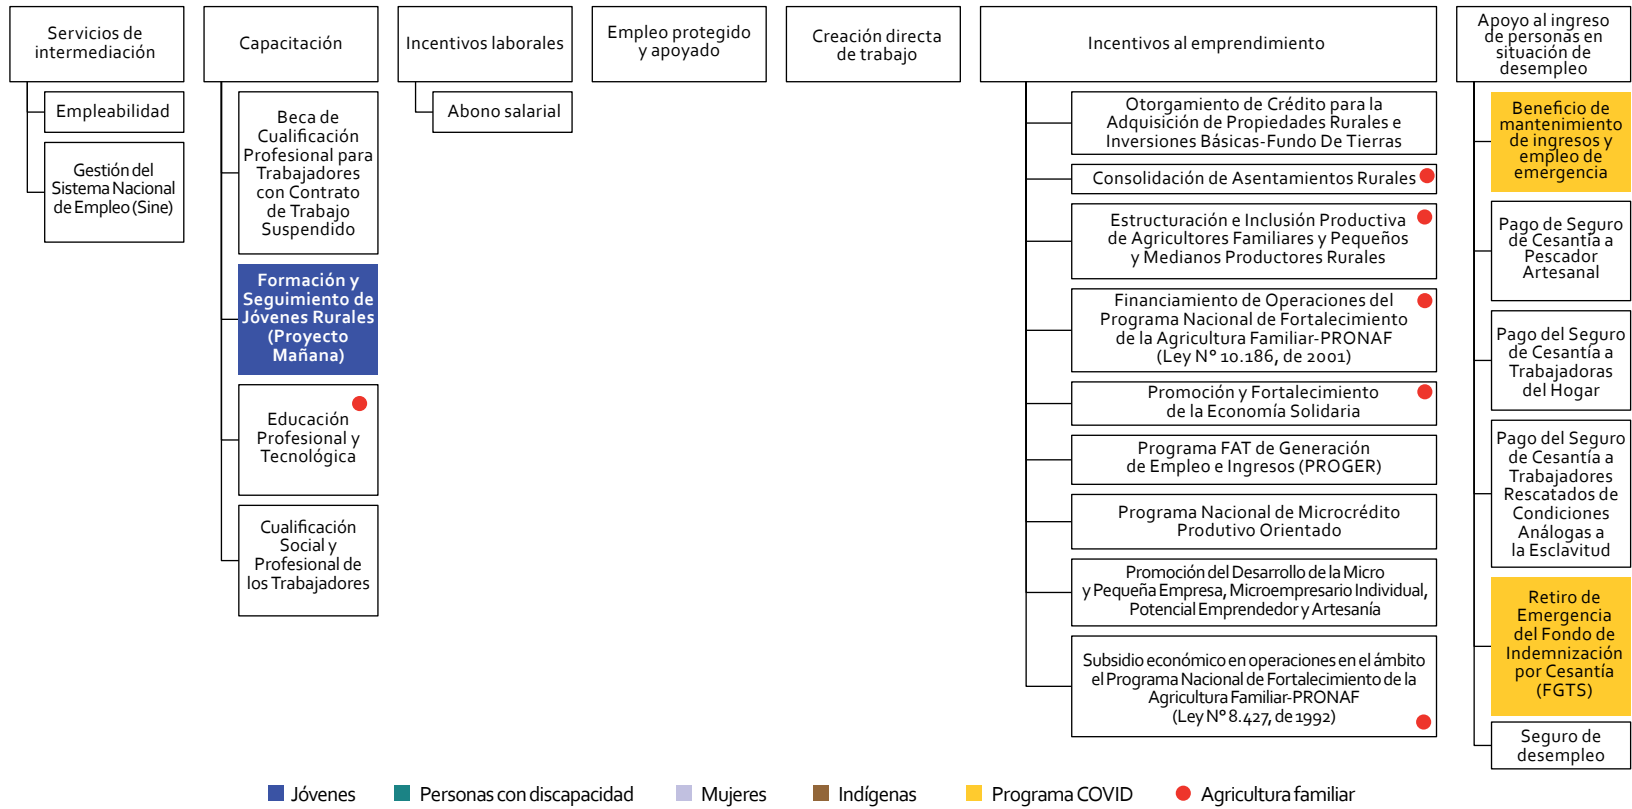 Servicios de
intermediación
Empleabilidad
Gestión del
Sistema Nacional
de Empleo (Sine)
Capacitación
Beca de
Cualificación
Profesional para
Trabajadores
con Contrato
de Trabajo
Suspendido
Formación y
Seguimiento de
Jóvenes Rurales
(Proyecto
Mañana)
Educación
Profesional y
Tecnológica
Cualificación
Social y
Profesional de
los Trabajadores
Incentivos laborales
Abono salarial
Empleo protegido
y apoyado
Creación directa
de trabajo
Incentivos al emprendimiento
Otorgamiento de Crédito para la
Adquisición de Propiedades Rurales e
Inversiones Básicas-Fundo De Tierras
Consolidación de Asentamientos Rurales
Estructuración e Inclusión Productiva
de Agricultores Familiares y Pequeños
y Medianos Productores Rurales
Financiamiento de Operaciones del
Programa Nacional de Fortalecimiento
de la Agricultura Familiar-PRONAF
(Ley N° 10.186, de 2001)
Promoción y Fortalecimiento
de la Economía Solidaria
Programa FAT de Generación
de Empleo e Ingresos (PROGER)
Programa Nacional de Microcrédito
Produtivo Orientado
Promoción del Desarrollo de la Micro
y Pequeña Empresa, Microempresario Individual,
Potencial Emprendedor y Artesanía
Subsidio económico en operaciones en el ámbito
el Programa Nacional de Fortalecimiento de la
Agricultura Familiar-PRONAF
(Ley N° 8.427, de 1992)
Apoyo al ingreso
de personas en
situación de
desempleo
Beneficio de
mantenimiento
de ingresos y
empleo de
emergencia
Pago de Seguro
de Cesantía a
Pescador
Artesanal
Pago del Seguro
de Cesantía a
Trabajadoras
del Hogar
Pago del Seguro
de Cesantía a
Trabajadores
Rescatados de
Condiciones
Análogas a
la Esclavitud
Retiro de
Emergencia
del Fondo de
Indemnización
por Cesantía
(FGTS)
Seguro de
desempleo
Jóvenes
Personas con discapacidad
Mujeres
Indígenas
Programa COVID
Agricultura familiar